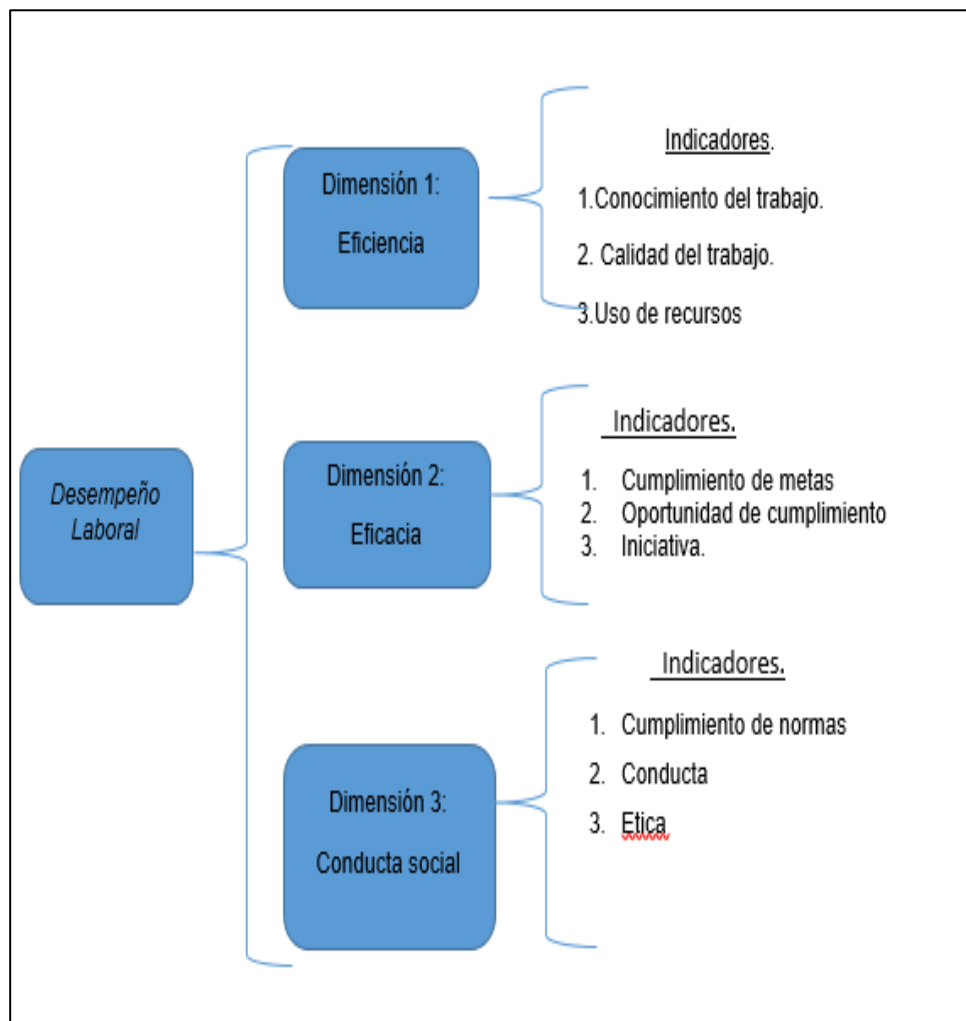 Desempeño
Laboral
Dimensión 1:
Eficiencia
Indicadores.
1.Conocimiento del trabajo.
2. Calidad del trabajo.
3.Uso de recursos
Dimensión 2:
Eficacia
Indicadores.
1. Cumplimiento de metas
2. Oportunidad de cumplimiento
3. Iniciativa.
Dimensión 3:
Conducta social
Indicadores.
1. Cumplimiento de normas
2. Conducta
3. Etica